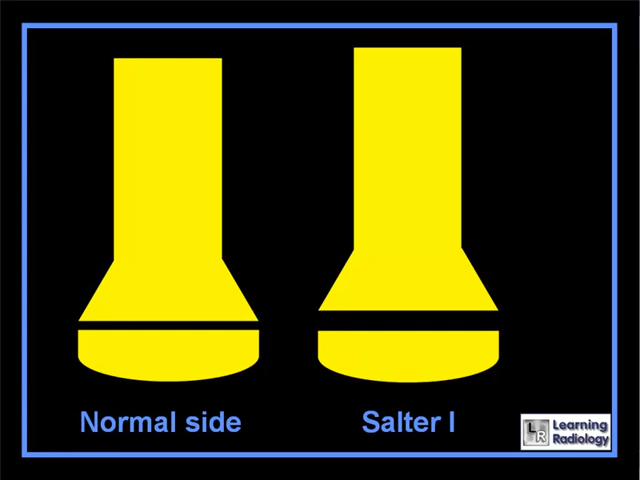 Normal side
Salter I
LR
Learning
Radiology